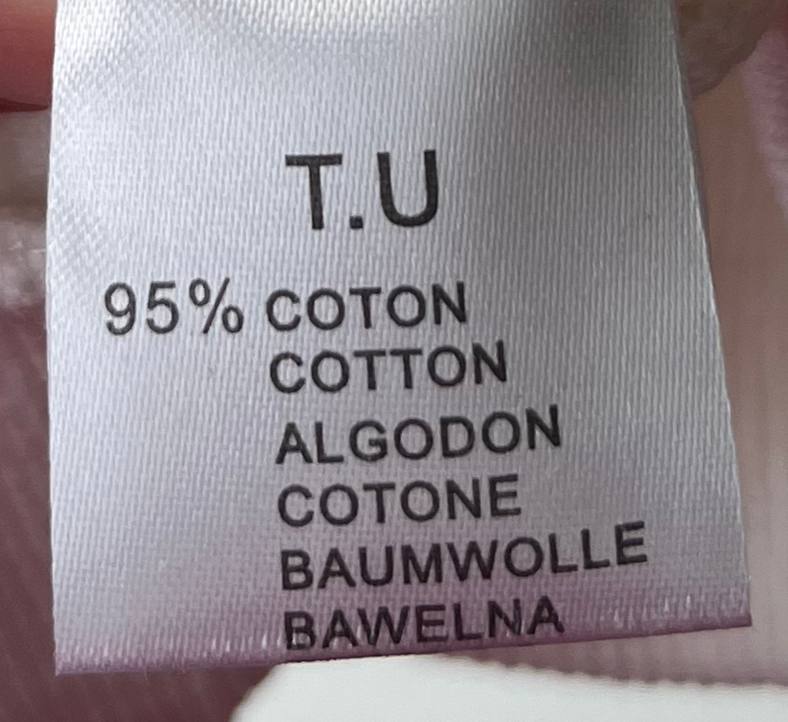 T.U
95% COTON
COTTON
ALGODON
COTONE
BAUMWOLLE
BAWELNA